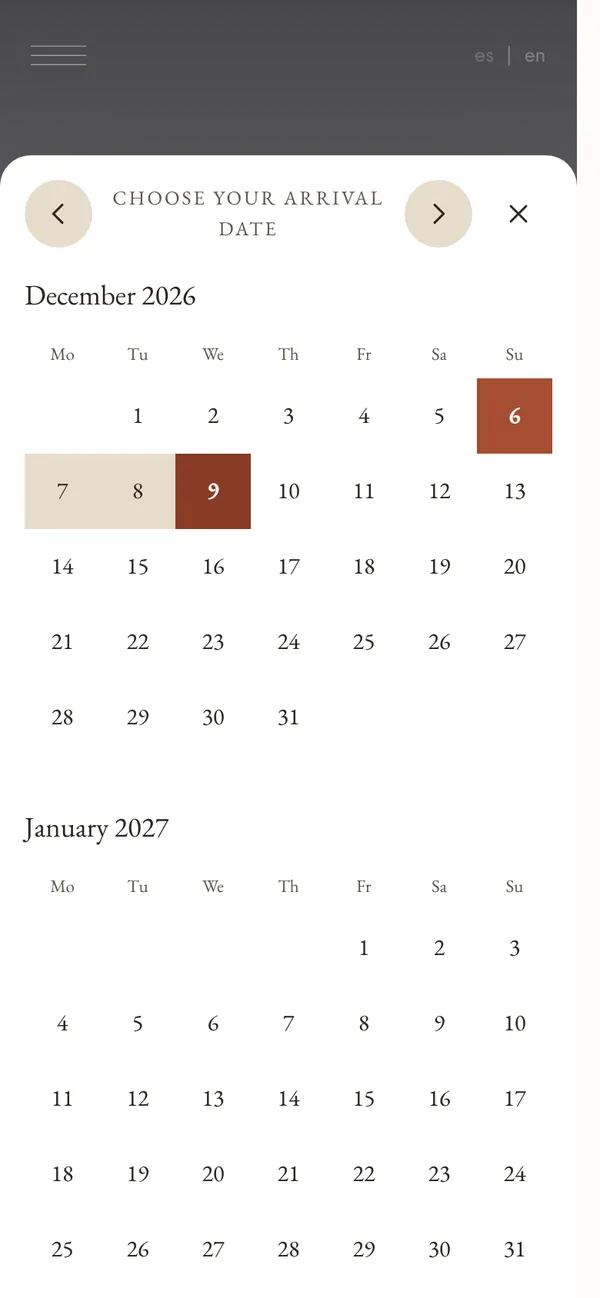 es | en
CHOOSE YOUR ARRIVAL
DATE
December 2026
Mo Tu We Th Fr Sa Su
1 2 3 4 5 6
7 8 9 10 11 12 13
14 15 16 17 18 19 20
21 22 23 24 25 26 27
28 29 30 31
January 2027
Mo Tu We Th Fr Sa Su
1 2 3
4 5 6 7 8 9 10
11 12 13 14 15 16 17
18 19 20 21 22 23 24
25 26 27 28 29 30 31